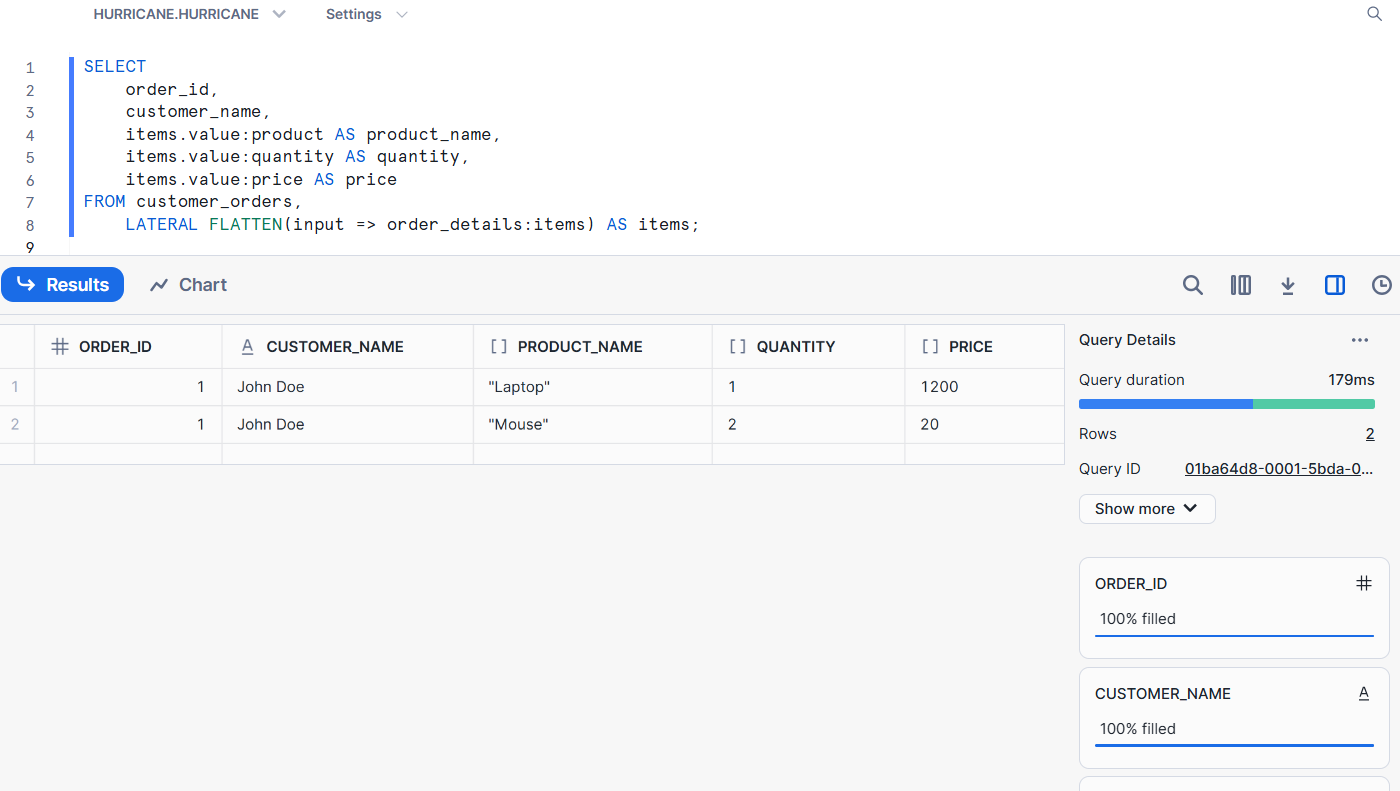 HURRICANE.HURRICANE Settings
1 SELECT
2 order_id,
3 customer_name,
4 items.value:product AS product_name,
5 items.value:quantity AS quantity,
6 items.value:price AS price
7 FROM customer_orders,
8 LATERAL FLATTEN(input => order_details:items) AS items;
9
Results Chart
ORDER_ID CUSTOMER_NAME PRODUCT_NAME QUANTITY PRICE
1 1 John Doe "Laptop" 1 1200
2 1 John Doe "Mouse" 2 20
Query Details
Query duration 179ms
Rows 2
Query ID 01ba64d8-0001-5bda-0...
Show more
ORDER_ID
100% filled
CUSTOMER_NAME
100% filled